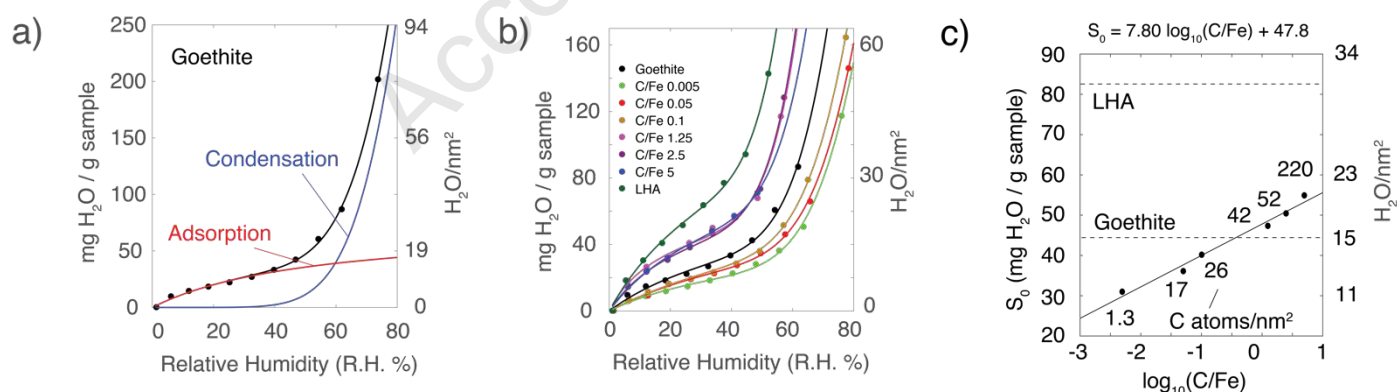 a)
250
200
150
100
50
0
mg H₂O / g sample
94
56
37
19
0
H₂O/nm²
Goethite
Condensation
Adsorption
0 20 40 60 80
Relative Humidity (R.H. %)
Acce
b)
160
120
80
40
0
mg H₂O / g sample
60
30
0
H₂O/nm²
Goethite
C/Fe 0.005
C/Fe 0.05
C/Fe 0.1
C/Fe 1.25
C/Fe 2.5
C/Fe 5
LHA
0 20 40 60 80
Relative Humidity (R.H. %)
c)
S₀ = 7.80 log₁₀(C/Fe) + 47.8
90
80
70
60
50
40
30
20
S₀ (mg H₂O / g sample)
34
23
15
11
H₂O/nm²
LHA
Goethite
220
52
42
26
17
1.3
C atoms/nm²
-3 -2 -1 0 1
log₁₀(C/Fe)